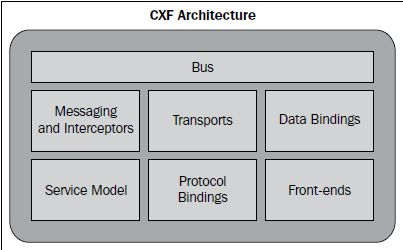 CXF Architecture
Bus
Messaging
and Interceptors
Transports
Data Bindings
Service Model
Protocol
Bindings
Front-ends